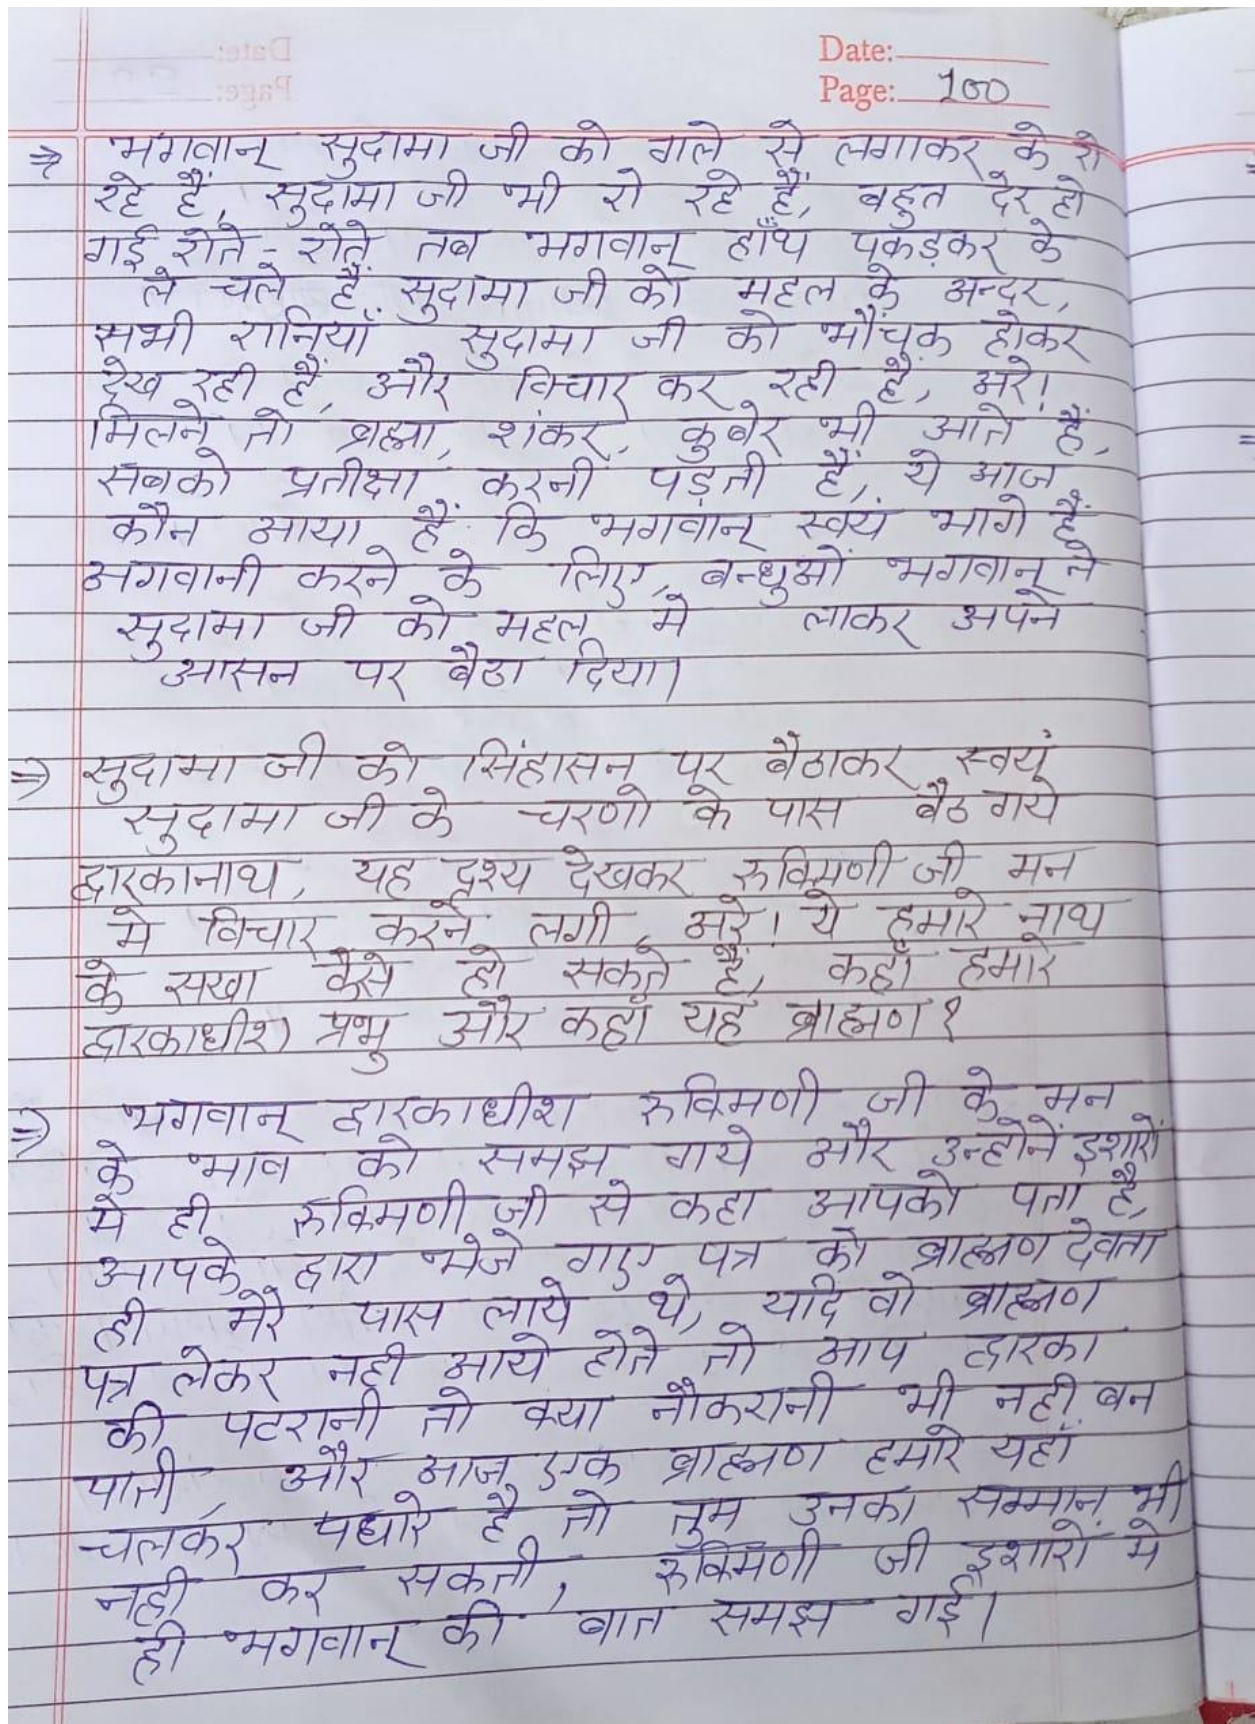 Date:
Page: 100
⇒ भगवान् सुदामा जी को गले से लगाकर के रो
रहे हैं, सुदामा जी भी रो रहे हैं, बहुत देर हो
गई रोते - रोते तब भगवान् हाँथ पकड़कर के
ले चले हैं सुदामा जी को महल के अन्दर,
सभी रानियाँ सुदामा जी को भौंचक होकर
देख रही हैं, और विचार कर रही है, अरे!
मिलने तो ब्रह्मा, शंकर, कुबेर भी आते हैं,
सबको प्रतीक्षा करनी पड़ती हैं, ये आज
कौन आया हैं कि भगवान् स्वयं भागे हैं
अगवानी करने के लिए, बन्धुओं भगवान् ने
सुदामा जी को महल मे लाकर अपने
आसन पर बैठा दिया।
⇒ सुदामा जी को सिंहासन पर बैठाकर स्वयं
सुदामा जी के चरणो के पास बैठ गये
द्वारकानाथ, यह दृश्य देखकर रुक्मिणी जी मन
मे विचार करने लगी, अरे! ये हमारे नाथ
के सखा कैसे हो सकते हैं, कहाँ हमारे
द्वारकाधीश प्रभु और कहाँ यह ब्राह्मण?
⇒ भगवान् द्वारकाधीश रुक्मिणी जी के मन
के भाव को समझ गये और उन्होनें इशारों
मे ही रुक्मिणी जी से कहा आपको पता है,
आपके द्वारा भेजे गए पत्र को ब्राह्मण देवता
ही मेरे पास लाये थे, यदि वो ब्राह्मण
पत्र लेकर नही आये होते तो आप द्वारका
की पटरानी तो क्या नौकरानी भी नही बन
पाती, और आज एक ब्राह्मण हमारे यहाँ
चलकर पधारे है तो तुम उनका सम्मान भी
नही कर सकती, रुक्मिणी जी इशारों मे
ही भगवान् की बात समझ गई।